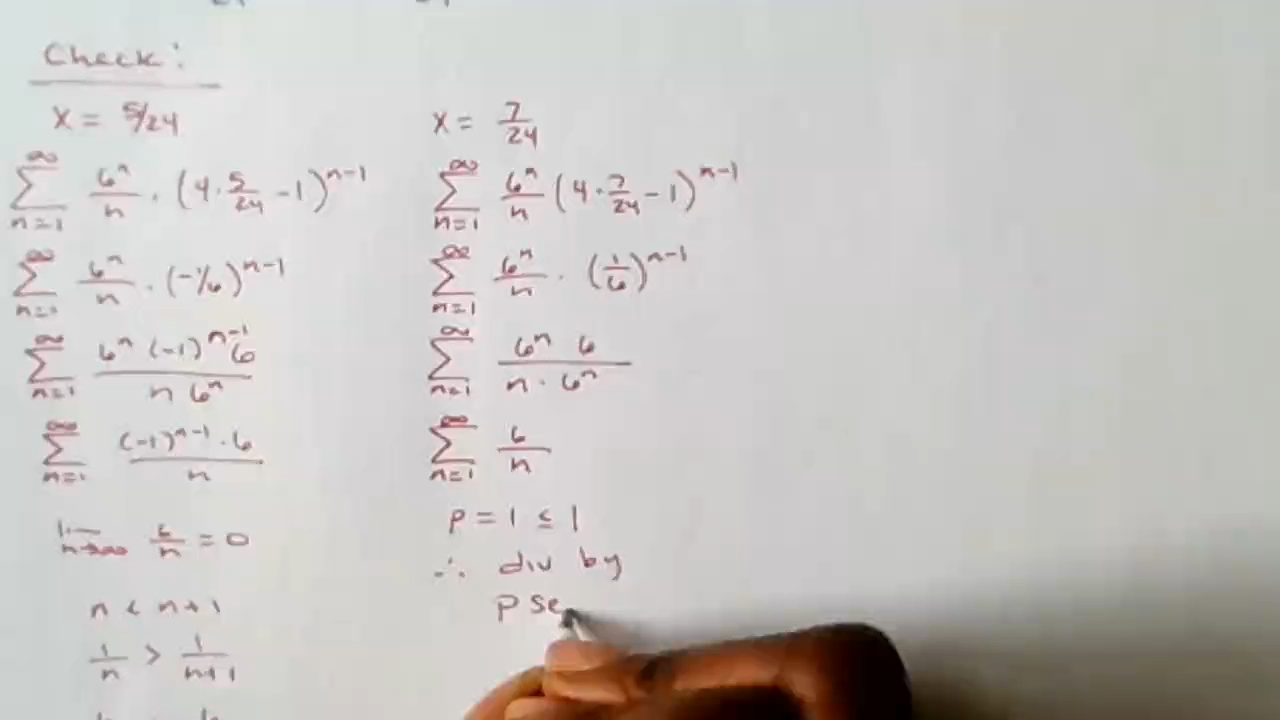 Check:
x = 5/24
∞ ∑ n=1 6^n/n · (4 · 5/24 - 1)^n-1
∞ ∑ n=1 6^n/n · (-1/6)^n-1
∞ ∑ n=1 6^n (-1)^n-1 6 / n 6^n
∞ ∑ n=1 (-1)^n-1 · 6 / n
lim n→∞ 6/n = 0
n < n+1
1/n > 1/n+1
x = 7/24
∞ ∑ n=1 6^n/n (4 · 7/24 - 1)^n-1
∞ ∑ n=1 6^n/n · (1/6)^n-1
∞ ∑ n=1 6^n 6 / n · 6^n
∞ ∑ n=1 6/n
p = 1 ≤ 1
∴ div by
p se